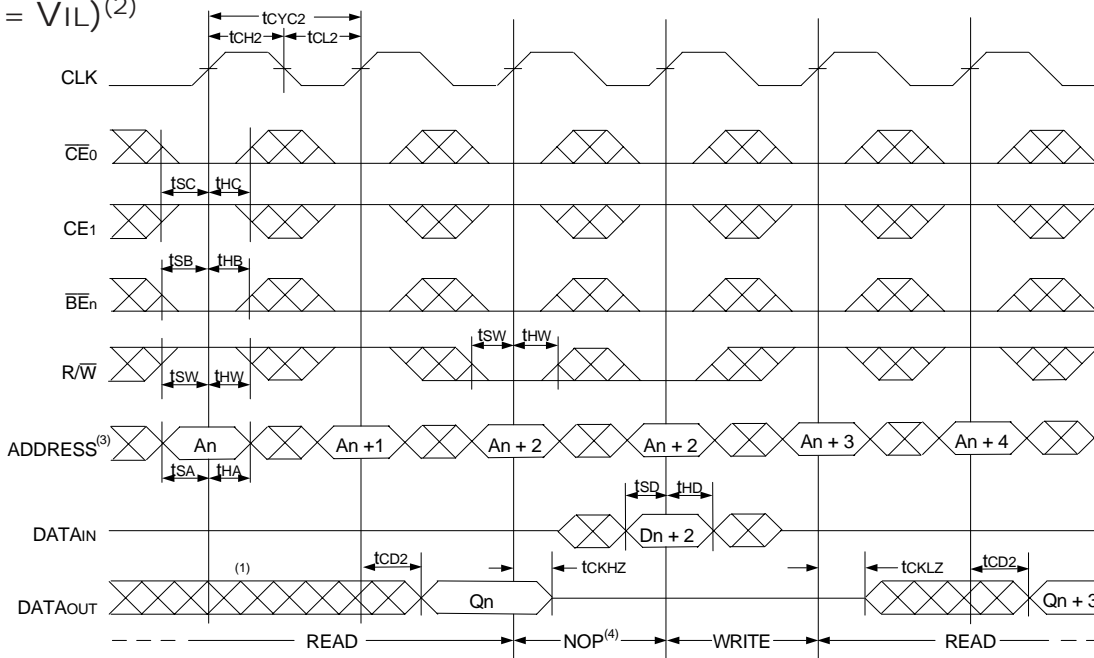 = VIL)(2)
tCYC2
tCH2 tCL2
CLK
CE0
tSC tHC
CE1
tSB tHB
BEn
tSW tHW
R/W
tSW tHW
ADDRESS(3) An An +1 An + 2 An + 2 An + 3 An + 4
tSA tHA
tSD tHD
DATAIN Dn + 2
(1) tCD2 tCKHZ tCKLZ tCD2
DATAOUT Qn Qn + 3
READ NOP(4) WRITE READ